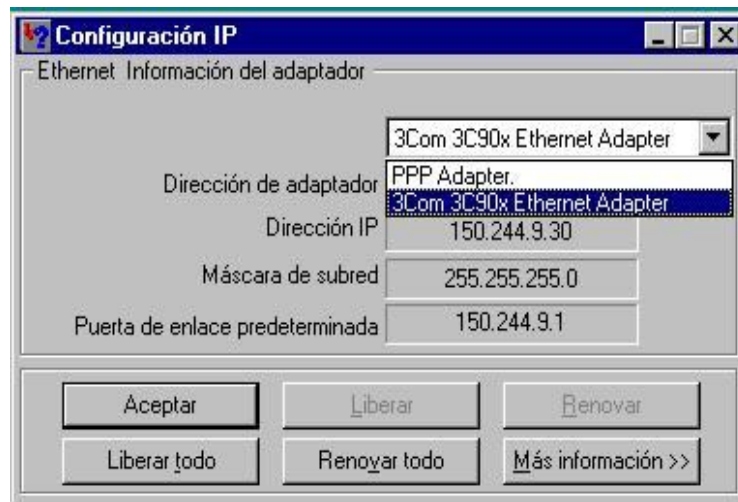 Configuración IP
Ethernet Información del adaptador
3Com 3C90x Ethernet Adapter
PPP Adapter.
3Com 3C90x Ethernet Adapter
Dirección de adaptador
Dirección IP 150.244.9.30
Máscara de subred 255.255.255.0
Puerta de enlace predeterminada 150.244.9.1
Aceptar Liberar Renovar
Liberar todo Renovar todo Más información >>